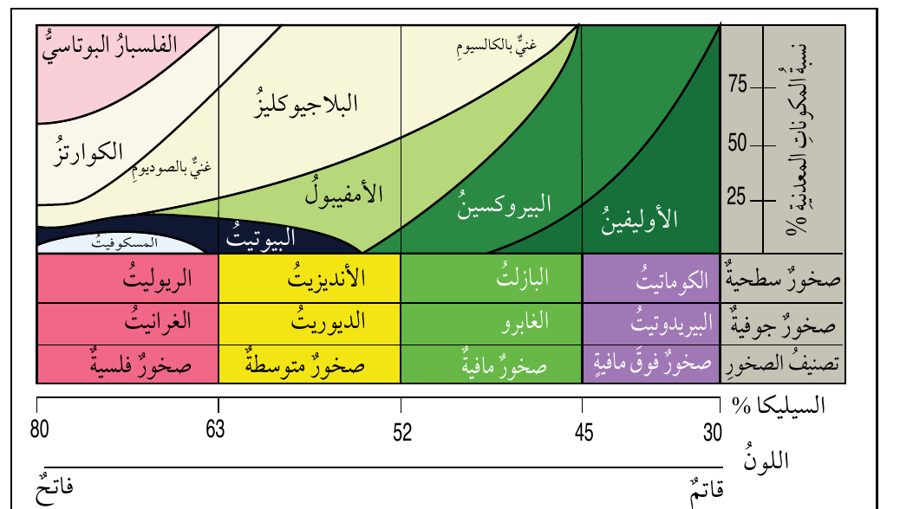 الفلسبارُ البوتاسيُّ
غنيٌّ بالكالسيومِ
نسبةُ المكوناتِ المعدنيةِ %
75
البلاجيوكليزُ
50
الكوارتزُ
غنيٌّ بالصوديومِ
25
الأمفيبولُ
البيروكسينُ
الأوليفينُ
البيوتيتُ
المسكوفيتُ
صخورٌ سطحيةٌ الكوماتيتُ البازلتُ الأنديزيتُ الريوليتُ
صخورٌ جوفيةٌ البيريدوتيتُ الغابرو الديوريتُ الغرانيتُ
تصنيفُ الصخورِ صخورٌ فوقَ مافيةٍ صخورٌ مافيةٌ صخورٌ متوسطةٌ صخورٌ فلسيةٌ
السيليكا %
30 45 52 63 80
اللونُ
قاتمٌ فاتحٌ